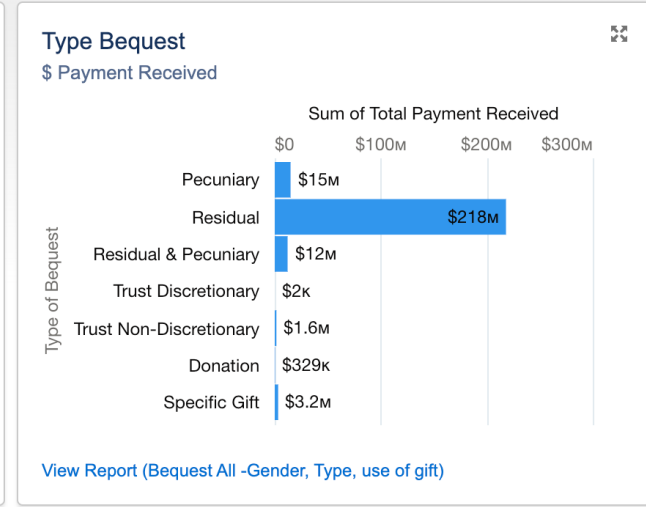 Type Bequest
$ Payment Received
Sum of Total Payment Received
$0 $100M $200M $300M
Type of Bequest
Pecuniary $15M
Residual $218M
Residual & Pecuniary $12M
Trust Discretionary $2K
Trust Non-Discretionary $1.6M
Donation $329K
Specific Gift $3.2M
View Report (Bequest All -Gender, Type, use of gift)